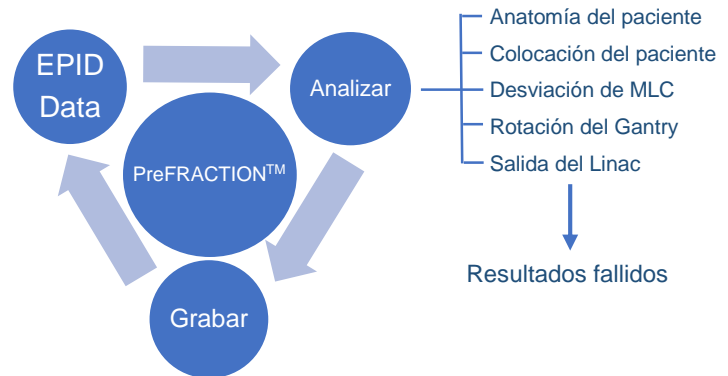 EPID
Data
Analizar
PreFRACTION™
Grabar
Anatomía del paciente
Colocación del paciente
Desviación de MLC
Rotación del Gantry
Salida del Linac
Resultados fallidos